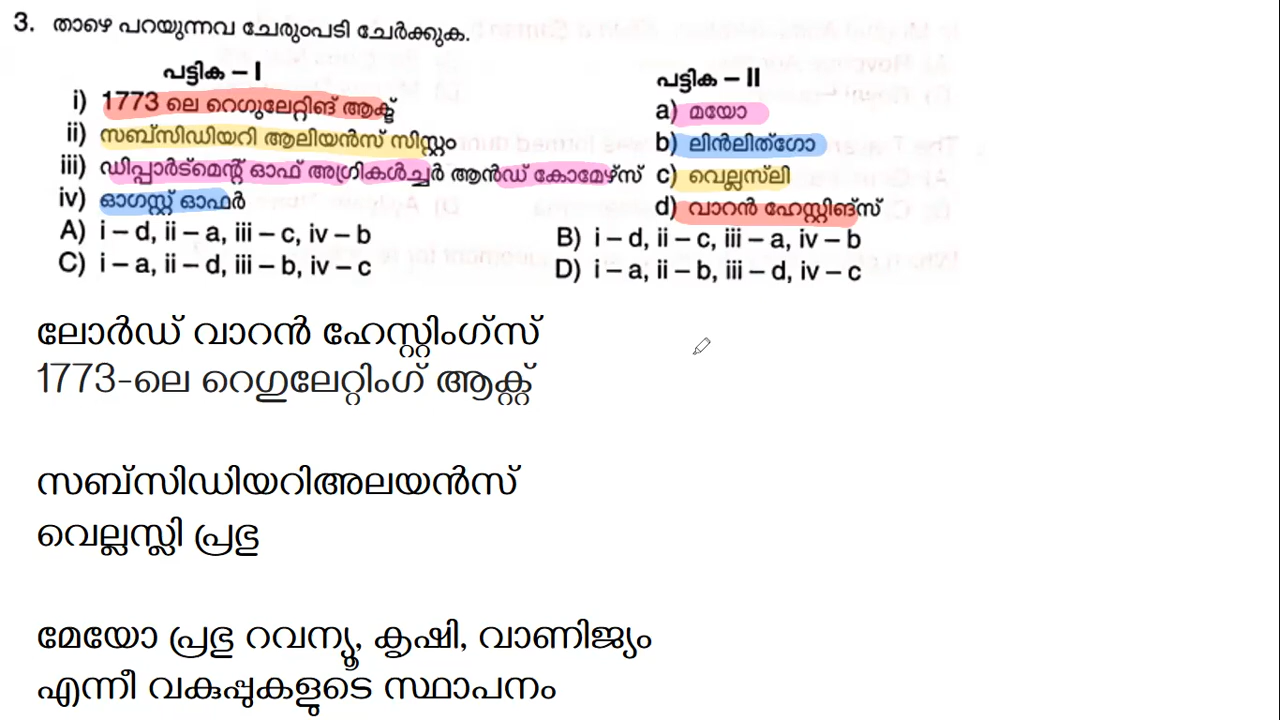 3. താഴെ പറയുന്നവ ചേരുംപടി ചേർക്കുക.
പട്ടിക – I പട്ടിക – II
i) 1773 ലെ റെഗുലേറ്റിങ് ആക്ട് a) മയോ
ii) സബ്സിഡിയറി ആലിയൻസ് സിസ്റ്റം b) ലിൻലിത്ഗോ
iii) ഡിപ്പാർട്മെന്റ് ഓഫ് അഗ്രികൾച്ചർ ആൻഡ് കോമേഴ്സ് c) വെല്ലസ്‌ലി
iv) ഓഗസ്റ്റ് ഓഫർ d) വാറൻ ഹേസ്റ്റിങ്സ്
A) i – d, ii – a, iii – c, iv – b B) i – d, ii – c, iii – a, iv – b
C) i – a, ii – d, iii – b, iv – c D) i – a, ii – b, iii – d, iv – c
ലോർഡ് വാറൻ ഹേസ്റ്റിംഗ്സ്
1773-ലെ റെഗുലേറ്റിംഗ് ആക്റ്റ്
സബ്സിഡിയറിഅലയൻസ്
വെല്ലസ്ലി പ്രഭു
മേയോ പ്രഭു റവന്യൂ, കൃഷി, വാണിജ്യം
എന്നീ വകുപ്പുകളുടെ സ്ഥാപനം